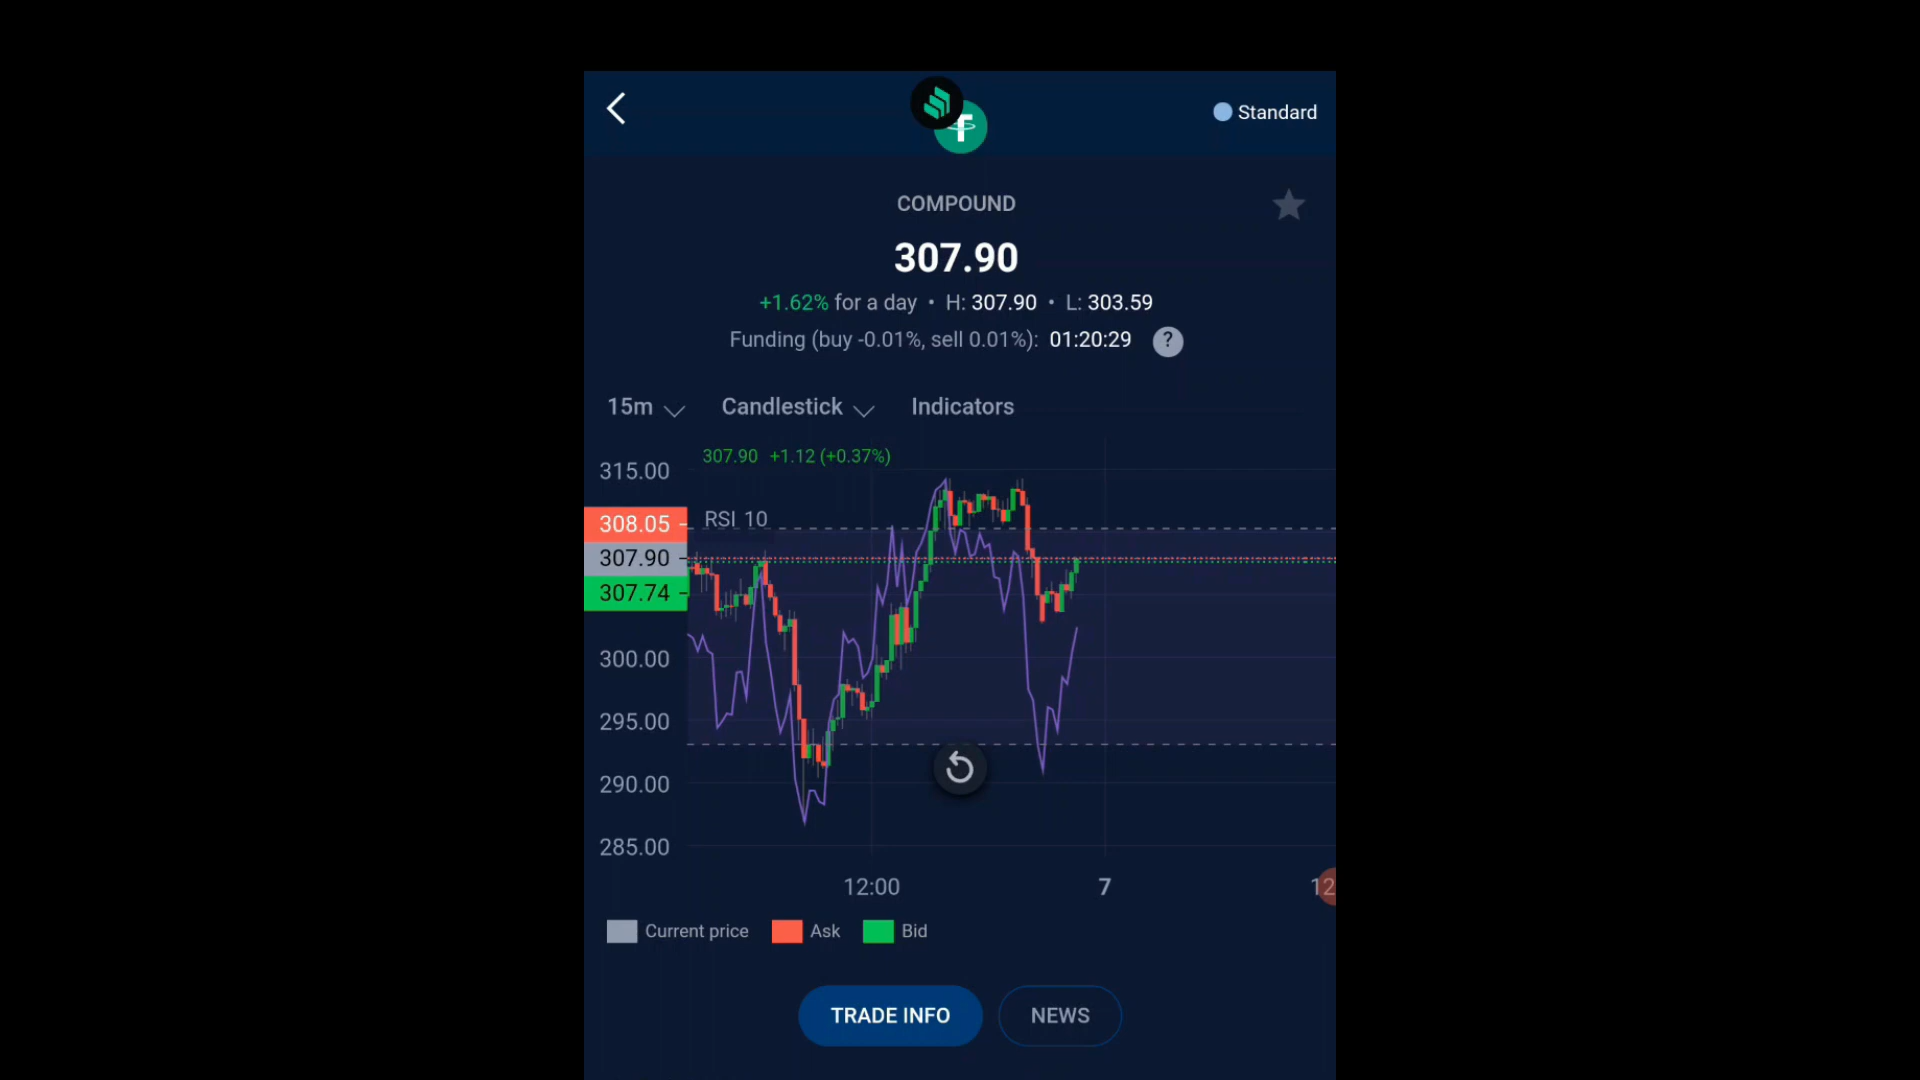 Standard
COMPOUND
307.90
+1.62% for a day • H: 307.90 • L: 303.59
Funding (buy -0.01%, sell 0.01%): 01:20:29 ?
15m Candlestick Indicators
307.90 +1.12 (+0.37%)
315.00
RSI 10
308.05
307.90
307.74
300.00
295.00
290.00
285.00
12:00 7 12
Current price Ask Bid
TRADE INFO NEWS